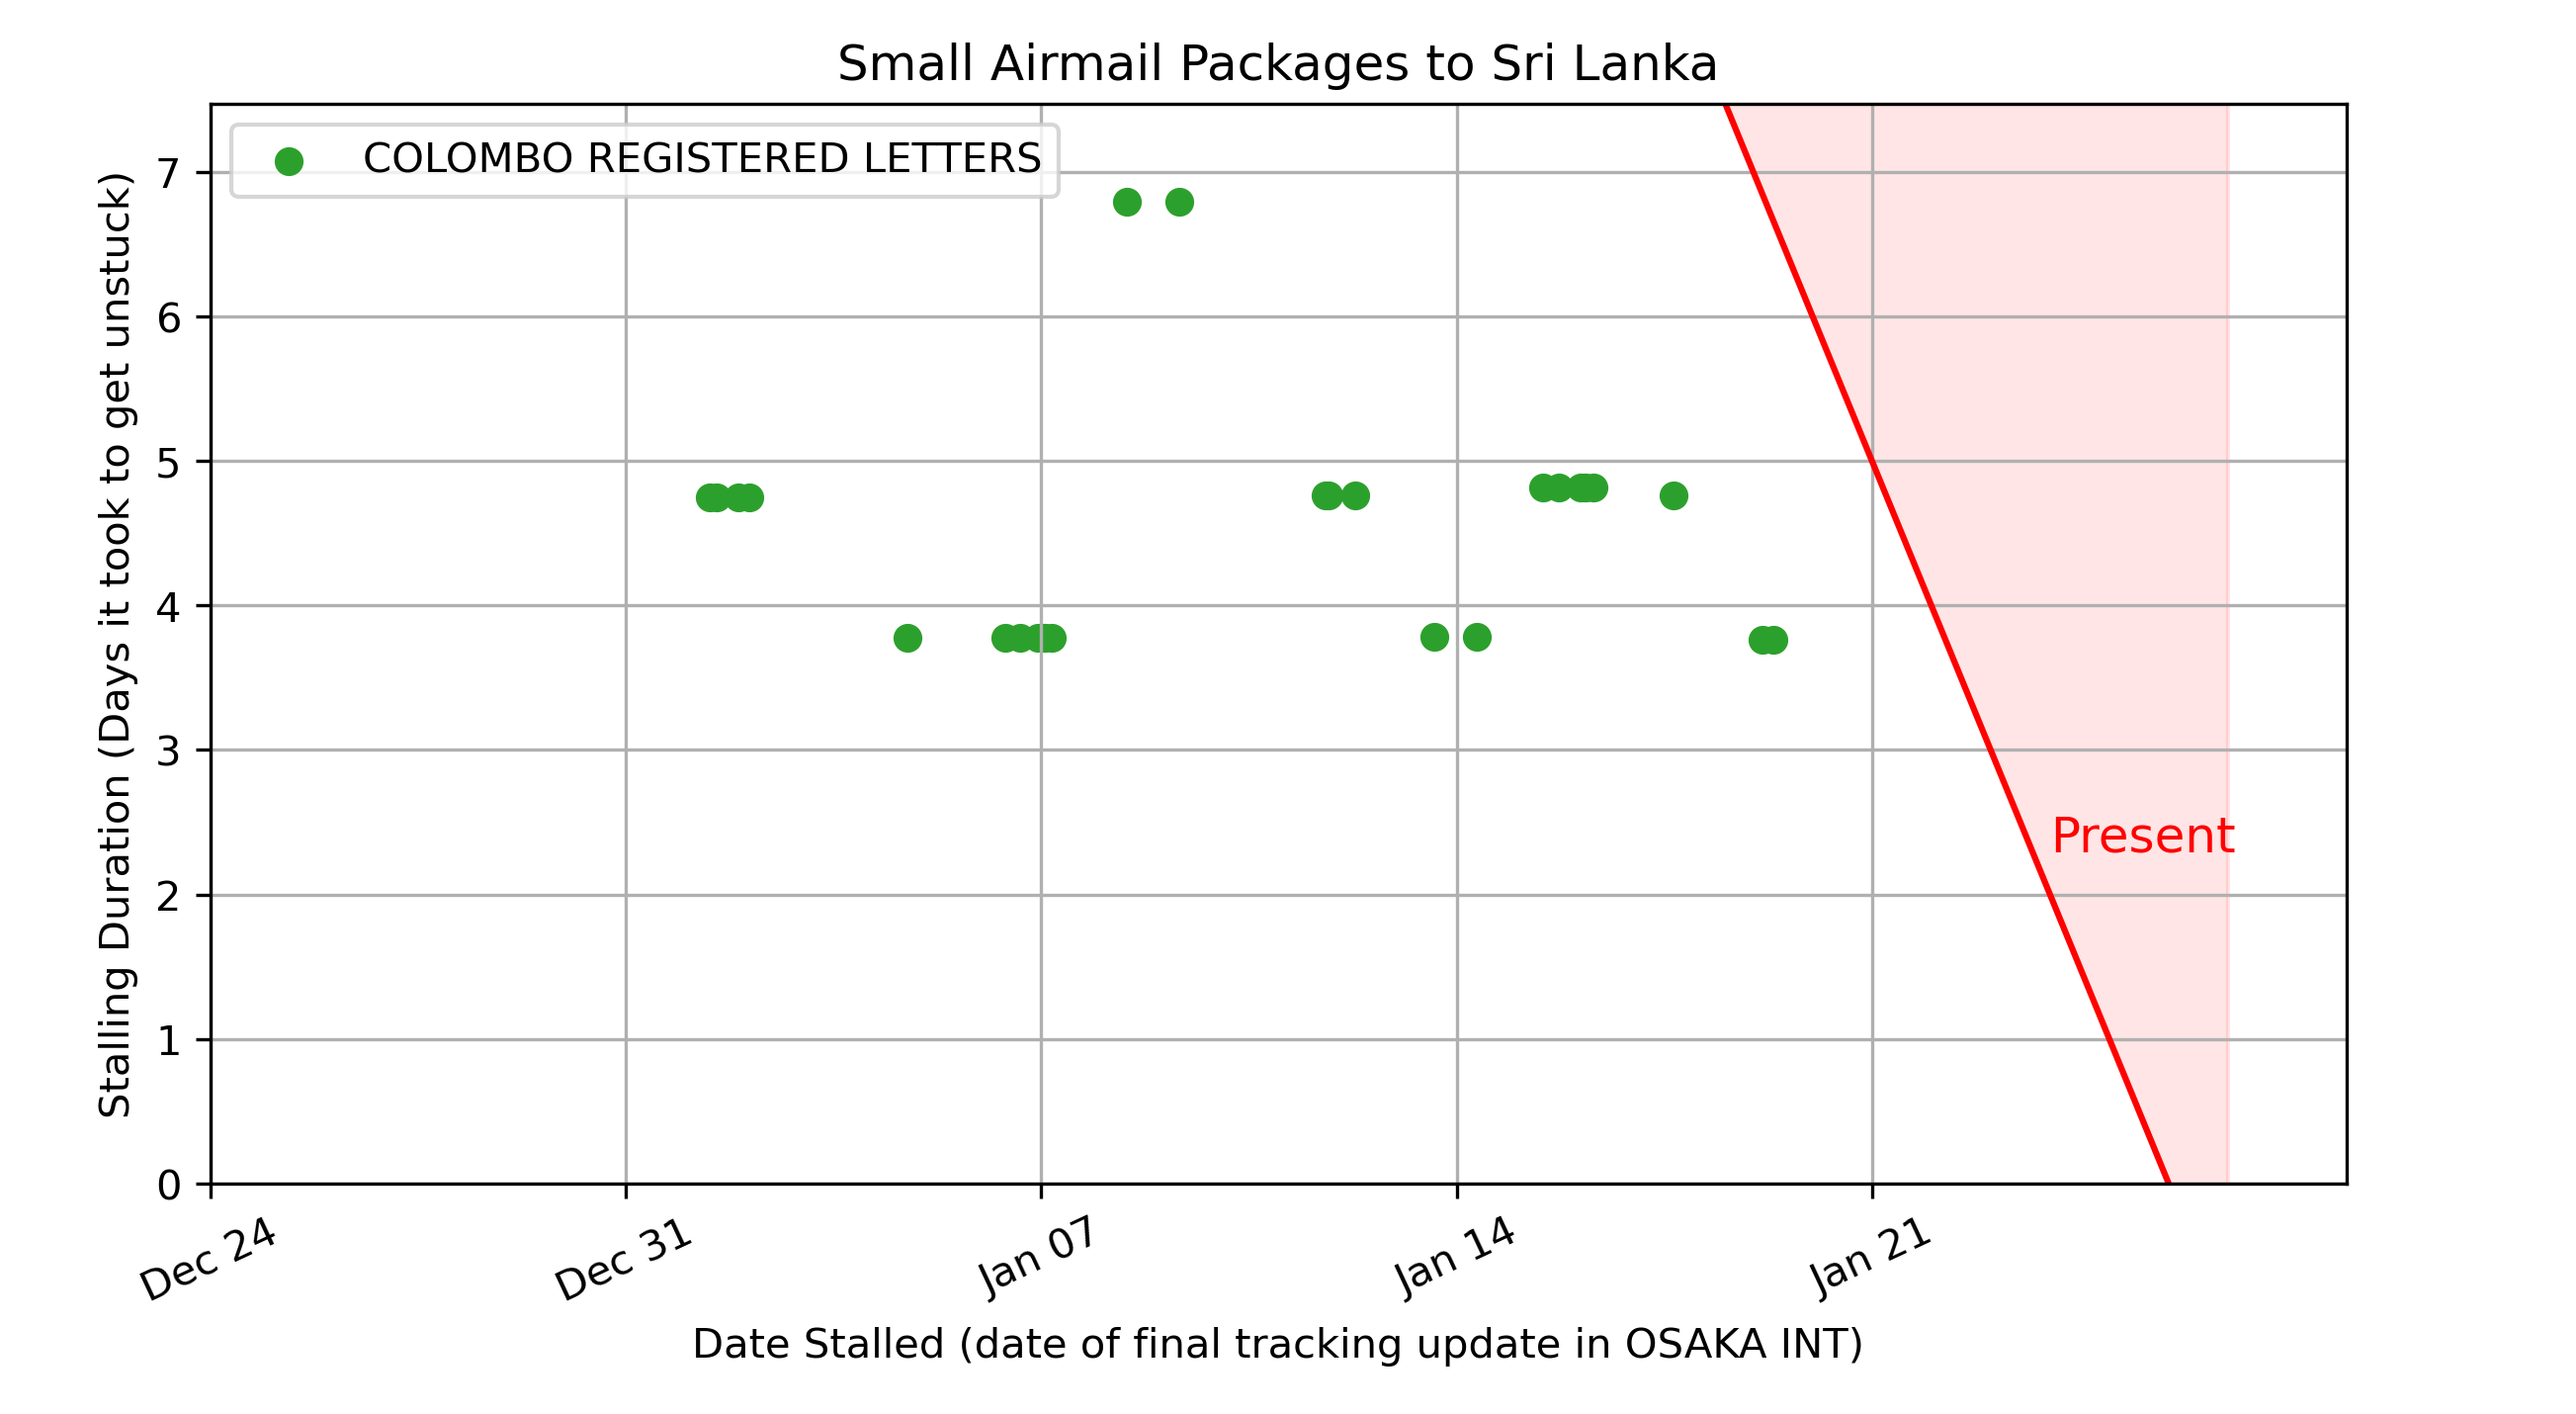 Small Airmail Packages to Sri Lanka
COLOMBO REGISTERED LETTERS
Stalling Duration (Days it took to get unstuck)
7
6
5
4
3
2
1
0
Present
Dec 24
Dec 31
Jan 07
Jan 14
Jan 21
Date Stalled (date of final tracking update in OSAKA INT)